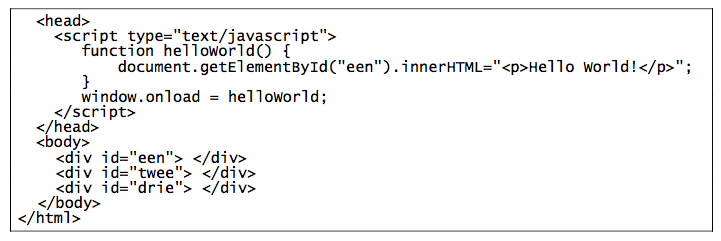 <head>
<script type="text/javascript">
function helloWorld() {
document.getElementById("een").innerHTML="<p>Hello World!</p>";
}
window.onload = helloWorld;
</script>
</head>
<body>
<div id="een"> </div>
<div id="twee"> </div>
<div id="drie"> </div>
</body>
</html>